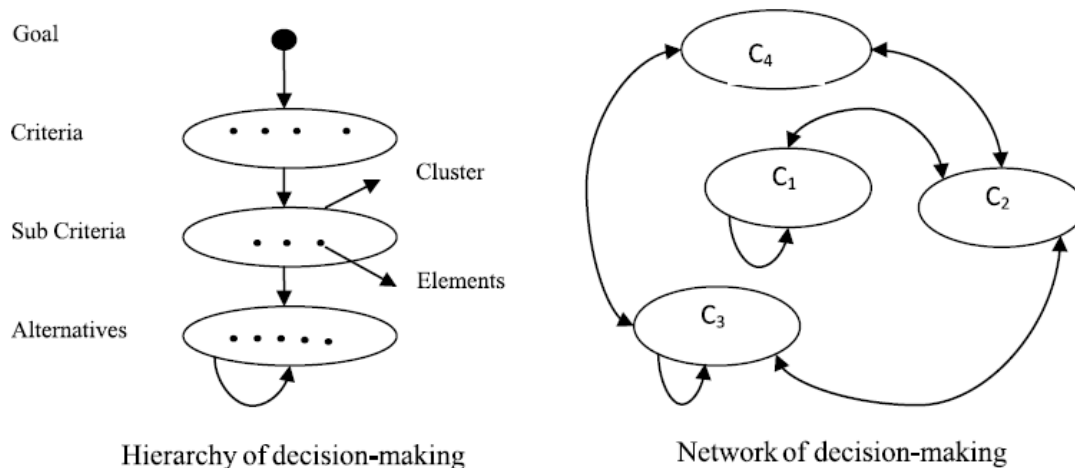 Goal
Criteria
Cluster
Sub Criteria
Elements
Alternatives
Hierarchy of decision-making
C₄
C₁
C₂
C₃
Network of decision-making